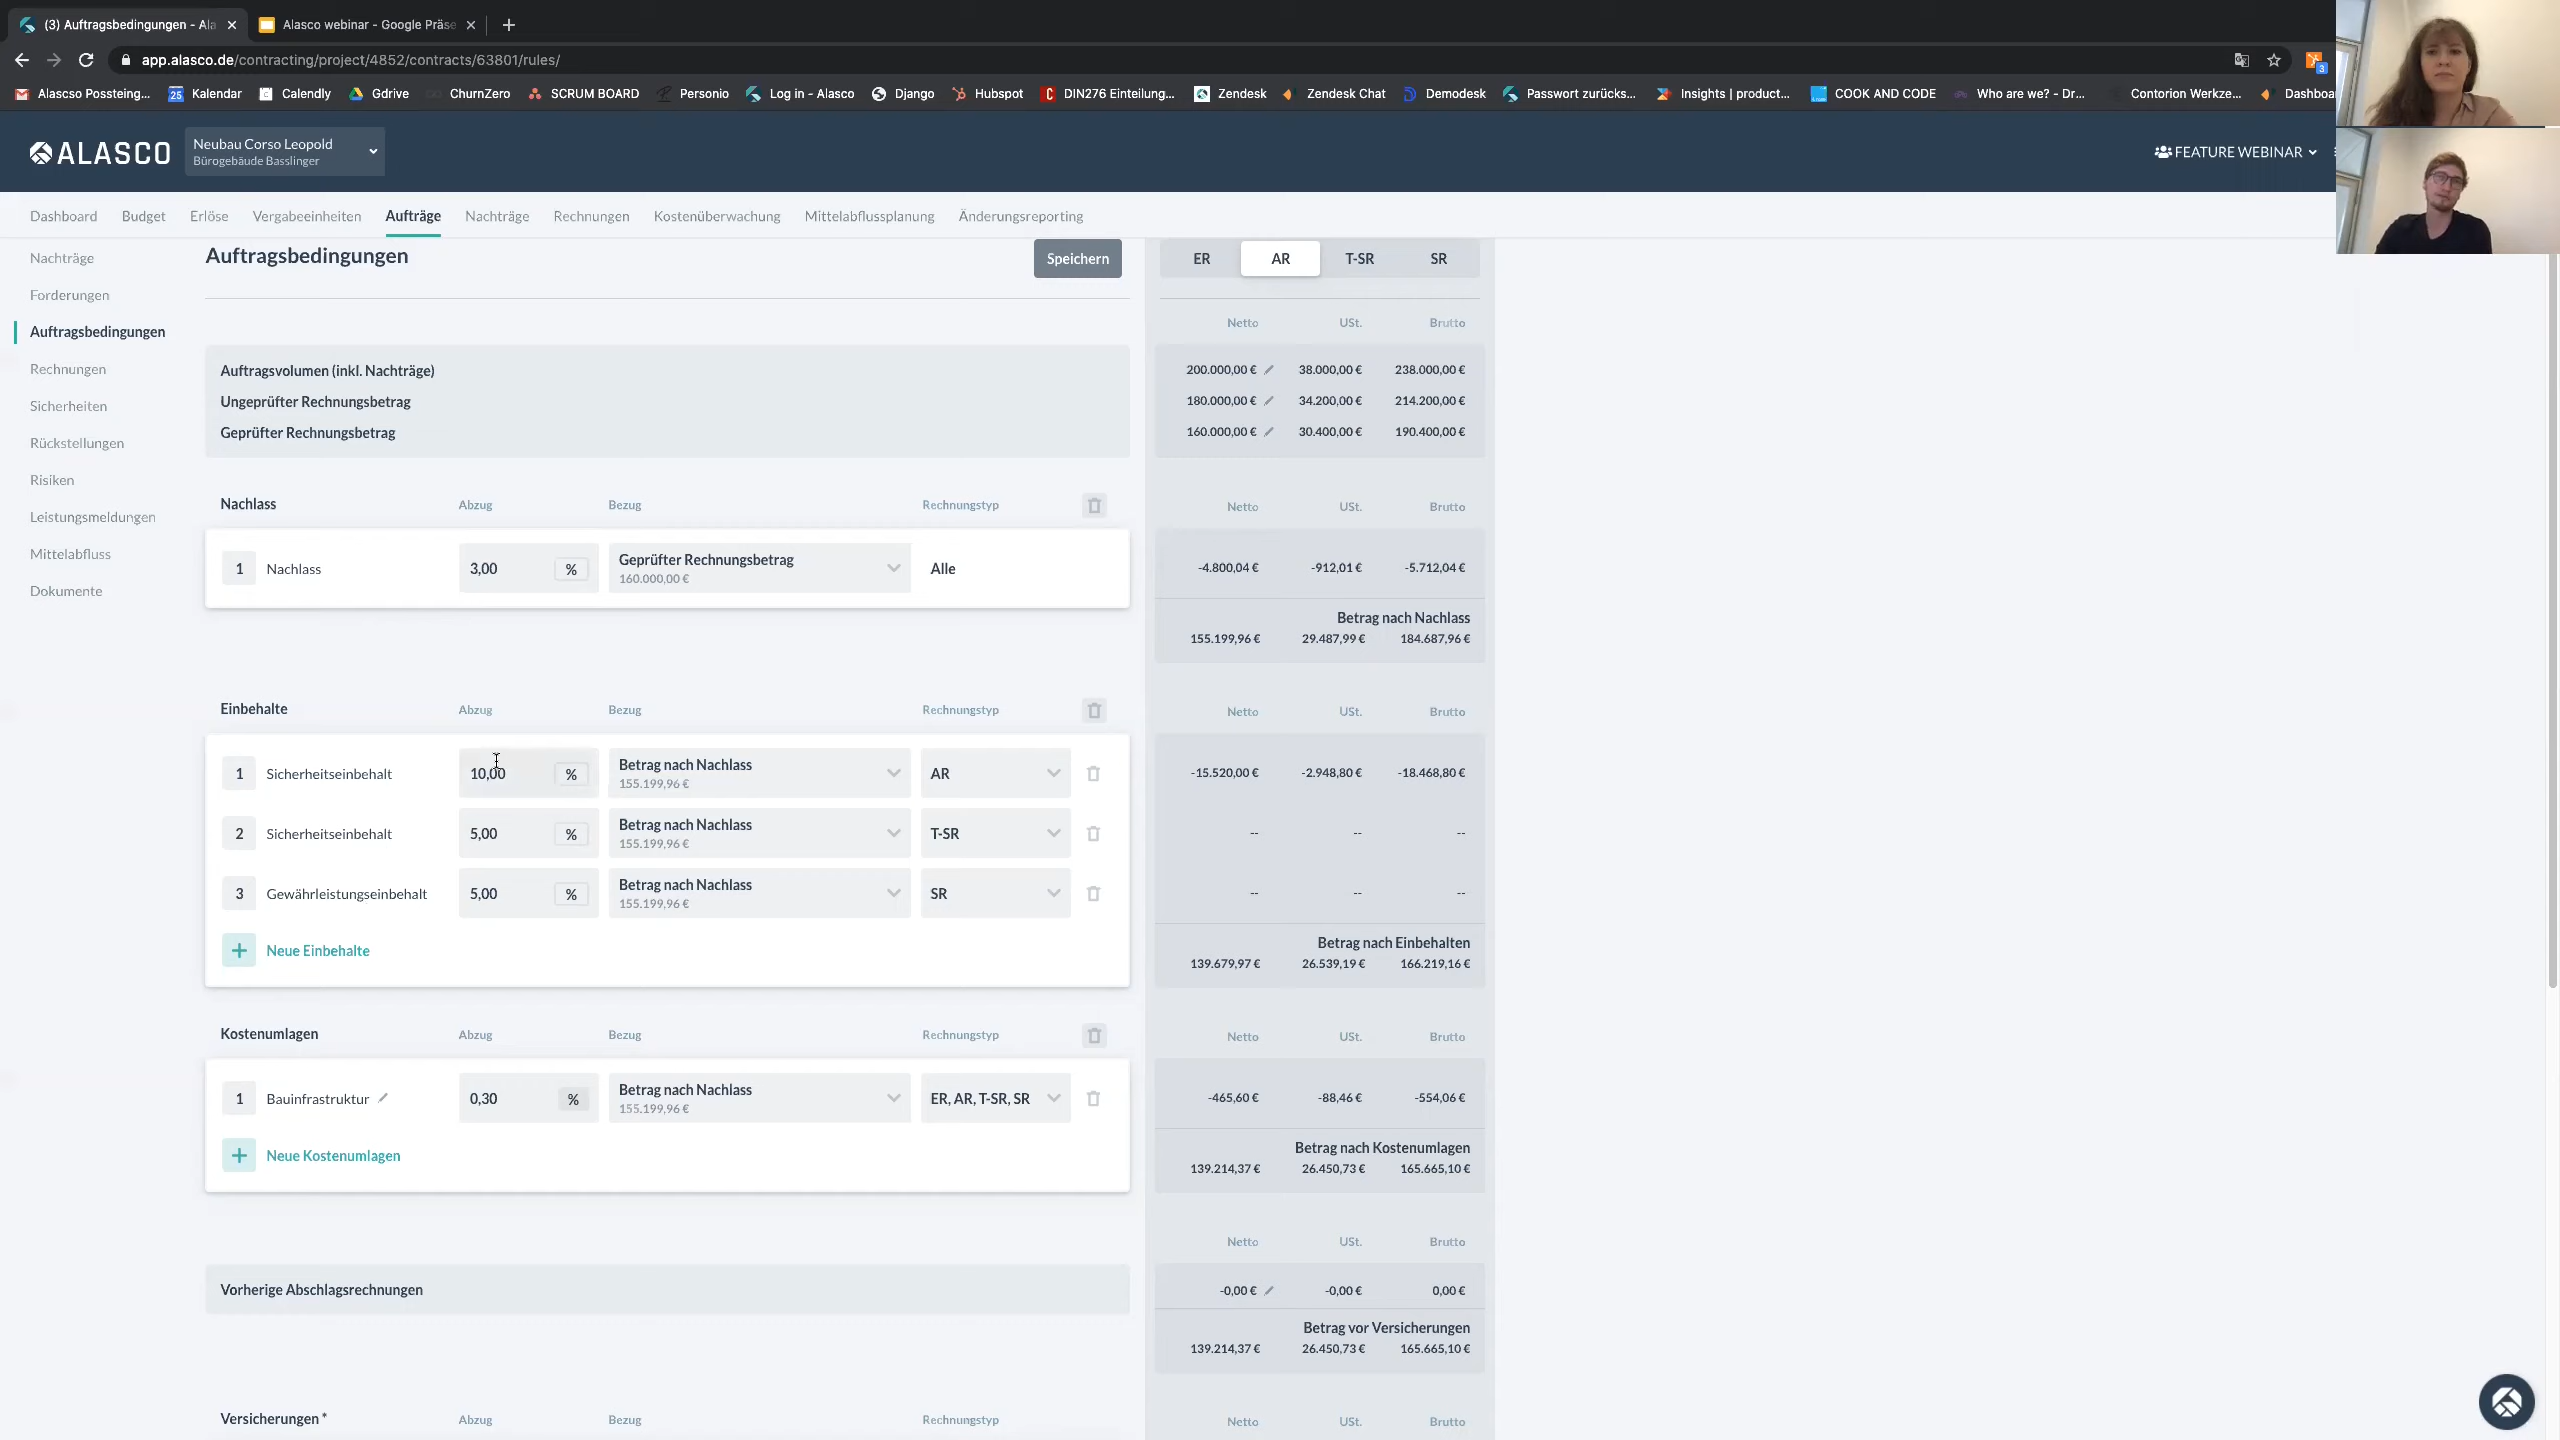 (3) Auftragsbedingungen - Ala
Alasco webinar - Google Präse
app.alasco.de/contracting/project/4852/contracts/63801/rules/
Alascso Possteing... Kalendar Calendly Gdrive ChurnZero SCRUM BOARD Personio Log in - Alasco Django Hubspot DIN276 Einteilung... Zendesk Zendesk Chat Demodesk Passwort zurücks... Insights | product... COOK AND CODE Who are we? - Dr... Contorion Werkze... Dashboa
ALASCO
Neubau Corso Leopold
Bürogebäude Basslinger
FEATURE WEBINAR
Dashboard Budget Erlöse Vergabeeinheiten Aufträge Nachträge Rechnungen Kostenüberwachung Mittelabflussplanung Änderungsreporting
Nachträge
Forderungen
Auftragsbedingungen
Rechnungen
Sicherheiten
Rückstellungen
Risiken
Leistungsmeldungen
Mittelabfluss
Dokumente
Auftragsbedingungen Speichern
ER AR T-SR SR
Netto USt. Brutto
Auftragsvolumen (inkl. Nachträge) 200.000,00 € 38.000,00 € 238.000,00 €
Ungeprüfter Rechnungsbetrag 180.000,00 € 34.200,00 € 214.200,00 €
Geprüfter Rechnungsbetrag 160.000,00 € 30.400,00 € 190.400,00 €
Nachlass Abzug Bezug Rechnungstyp Netto USt. Brutto
1 Nachlass 3,00 % Geprüfter Rechnungsbetrag Alle -4.800,04 € -912,01 € -5.712,04 €
160.000,00 €
Betrag nach Nachlass
155.199,96 € 29.487,99 € 184.687,96 €
Einbehalte Abzug Bezug Rechnungstyp Netto USt. Brutto
1 Sicherheitseinbehalt 10,00 % Betrag nach Nachlass AR -15.520,00 € -2.948,80 € -18.468,80 €
155.199,96 €
2 Sicherheitseinbehalt 5,00 % Betrag nach Nachlass T-SR -- -- --
155.199,96 €
3 Gewährleistungseinbehalt 5,00 % Betrag nach Nachlass SR -- -- --
155.199,96 €
+ Neue Einbehalte
Betrag nach Einbehalten
139.679,97 € 26.539,19 € 166.219,16 €
Kostenumlagen Abzug Bezug Rechnungstyp Netto USt. Brutto
1 Bauinfrastruktur 0,30 % Betrag nach Nachlass ER, AR, T-SR, SR -465,60 € -88,46 € -554,06 €
155.199,96 €
+ Neue Kostenumlagen
Betrag nach Kostenumlagen
139.214,37 € 26.450,73 € 165.665,10 €
Netto USt. Brutto
Vorherige Abschlagsrechnungen -0,00 € -0,00 € 0,00 €
Betrag vor Versicherungen
139.214,37 € 26.450,73 € 165.665,10 €
Versicherungen * Abzug Bezug Rechnungstyp Netto USt. Brutto